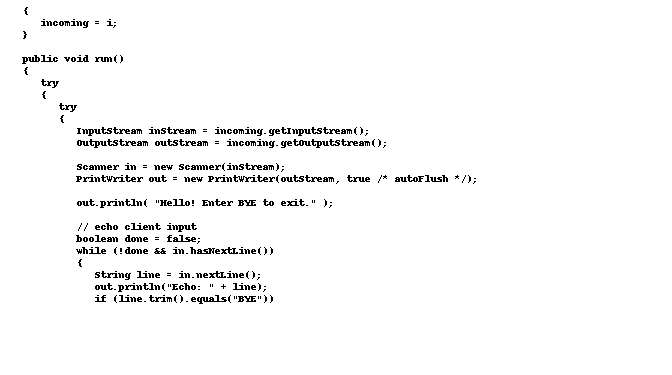 {
incoming = i;
}
public void run()
{
try
{
try
{
InputStream inStream = incoming.getInputStream();
OutputStream outStream = incoming.getOutputStream();
Scanner in = new Scanner(inStream);
PrintWriter out = new PrintWriter(outStream, true /* autoFlush */);
out.println( "Hello! Enter BYE to exit." );
// echo client input
boolean done = false;
while (!done && in.hasNextLine())
{
String line = in.nextLine();
out.println("Echo: " + line);
if (line.trim().equals("BYE"))